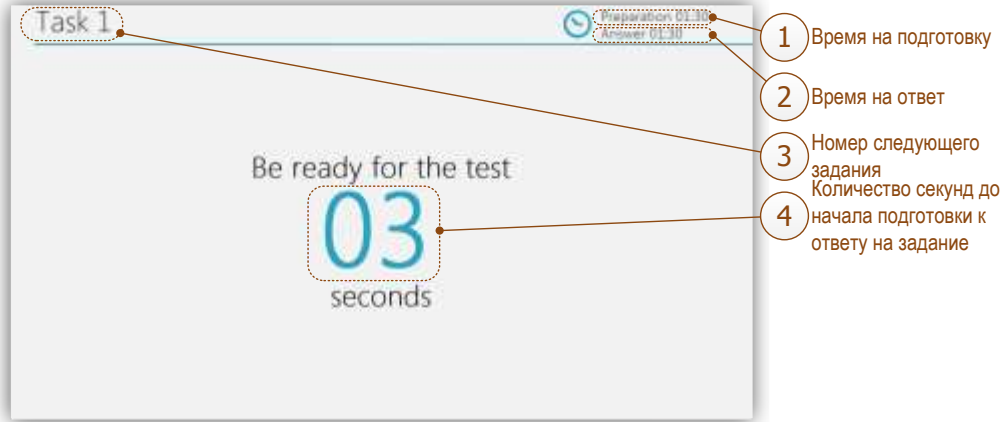 Task 1
Preparation 01:30
Answer 01:30
Be ready for the test
03
seconds
1 Время на подготовку
2 Время на ответ
3 Номер следующего
задания
4 Количество секунд до
начала подготовки к
ответу на задание